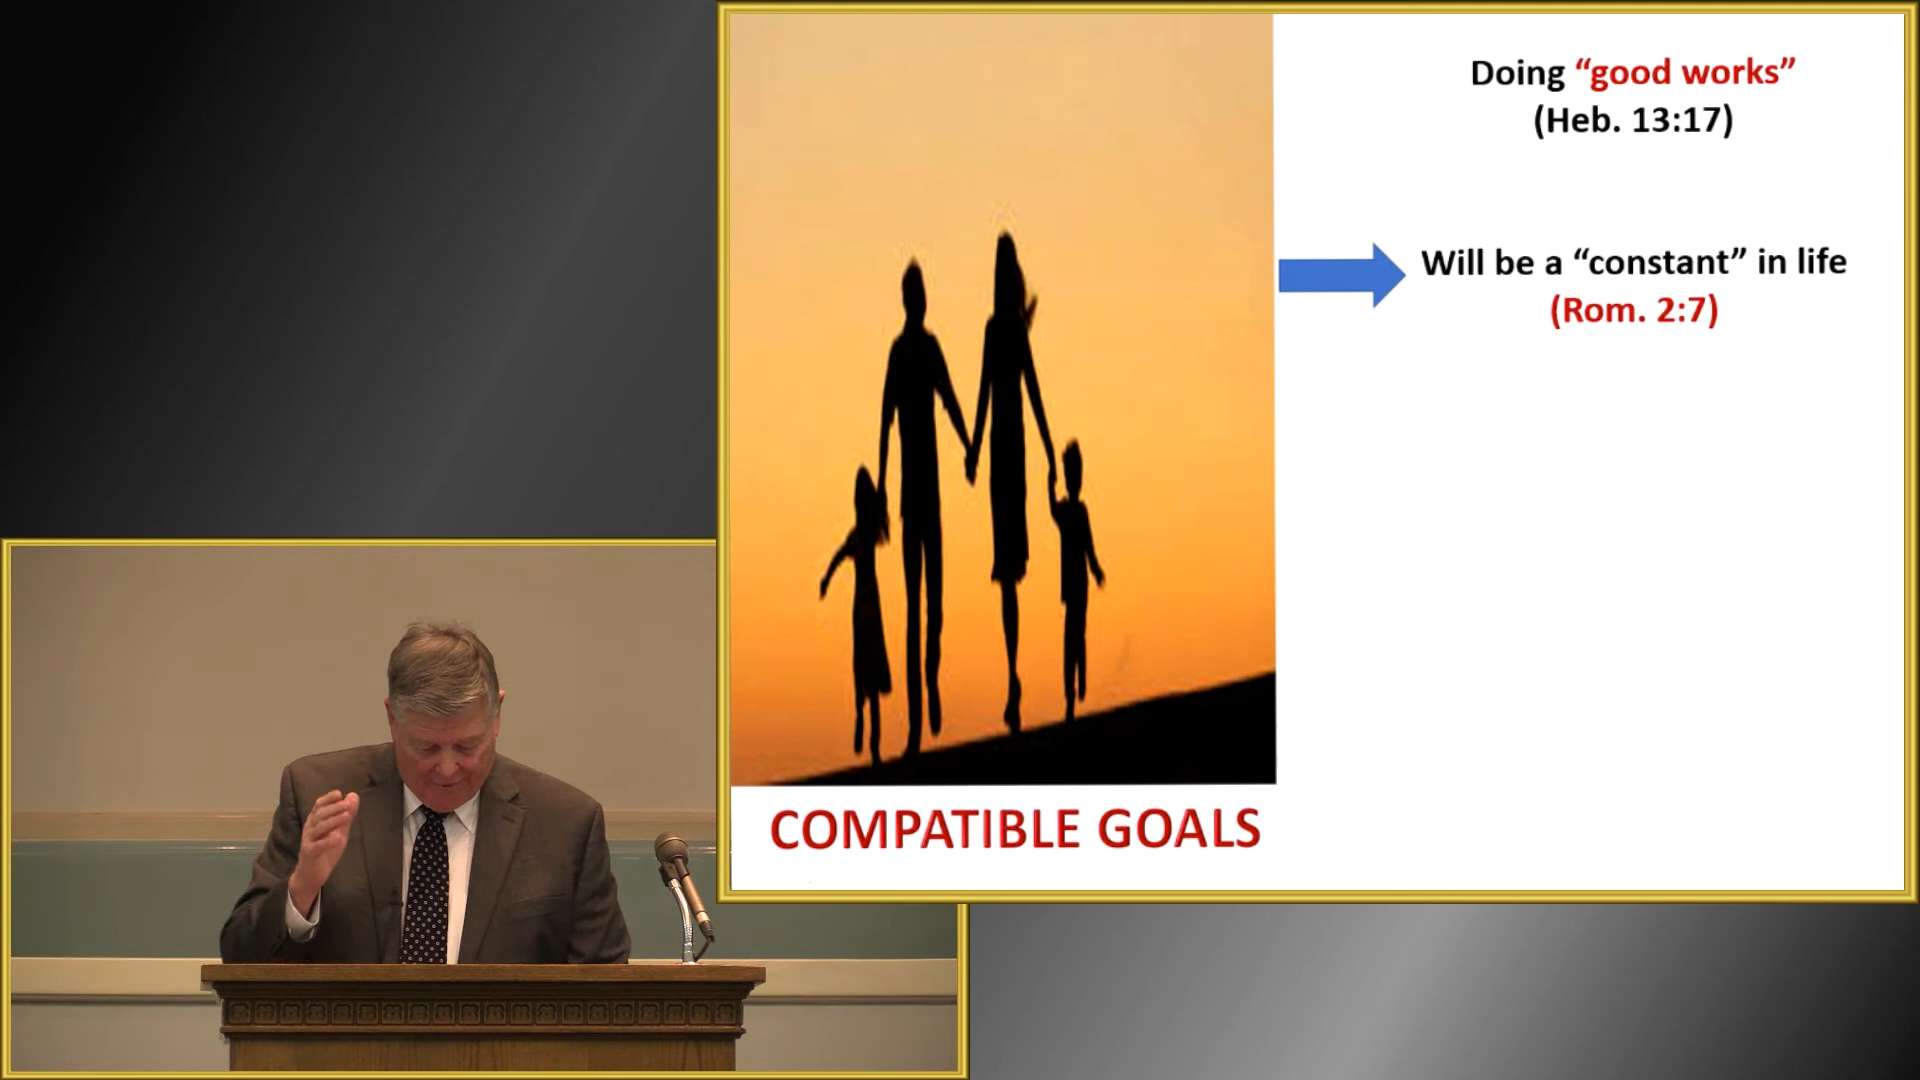 Doing “good works”
(Heb. 13:17)
Will be a “constant” in life
(Rom. 2:7)
COMPATIBLE GOALS